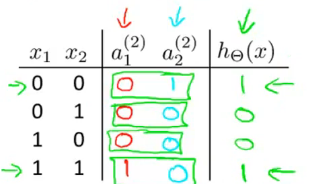 x₁ x₂ a₁⁽²⁾ a₂⁽²⁾ h_Θ(x)
0 0 0 1 1
0 1 0 0 0
1 0 0 0 0
1 1 1 0 1